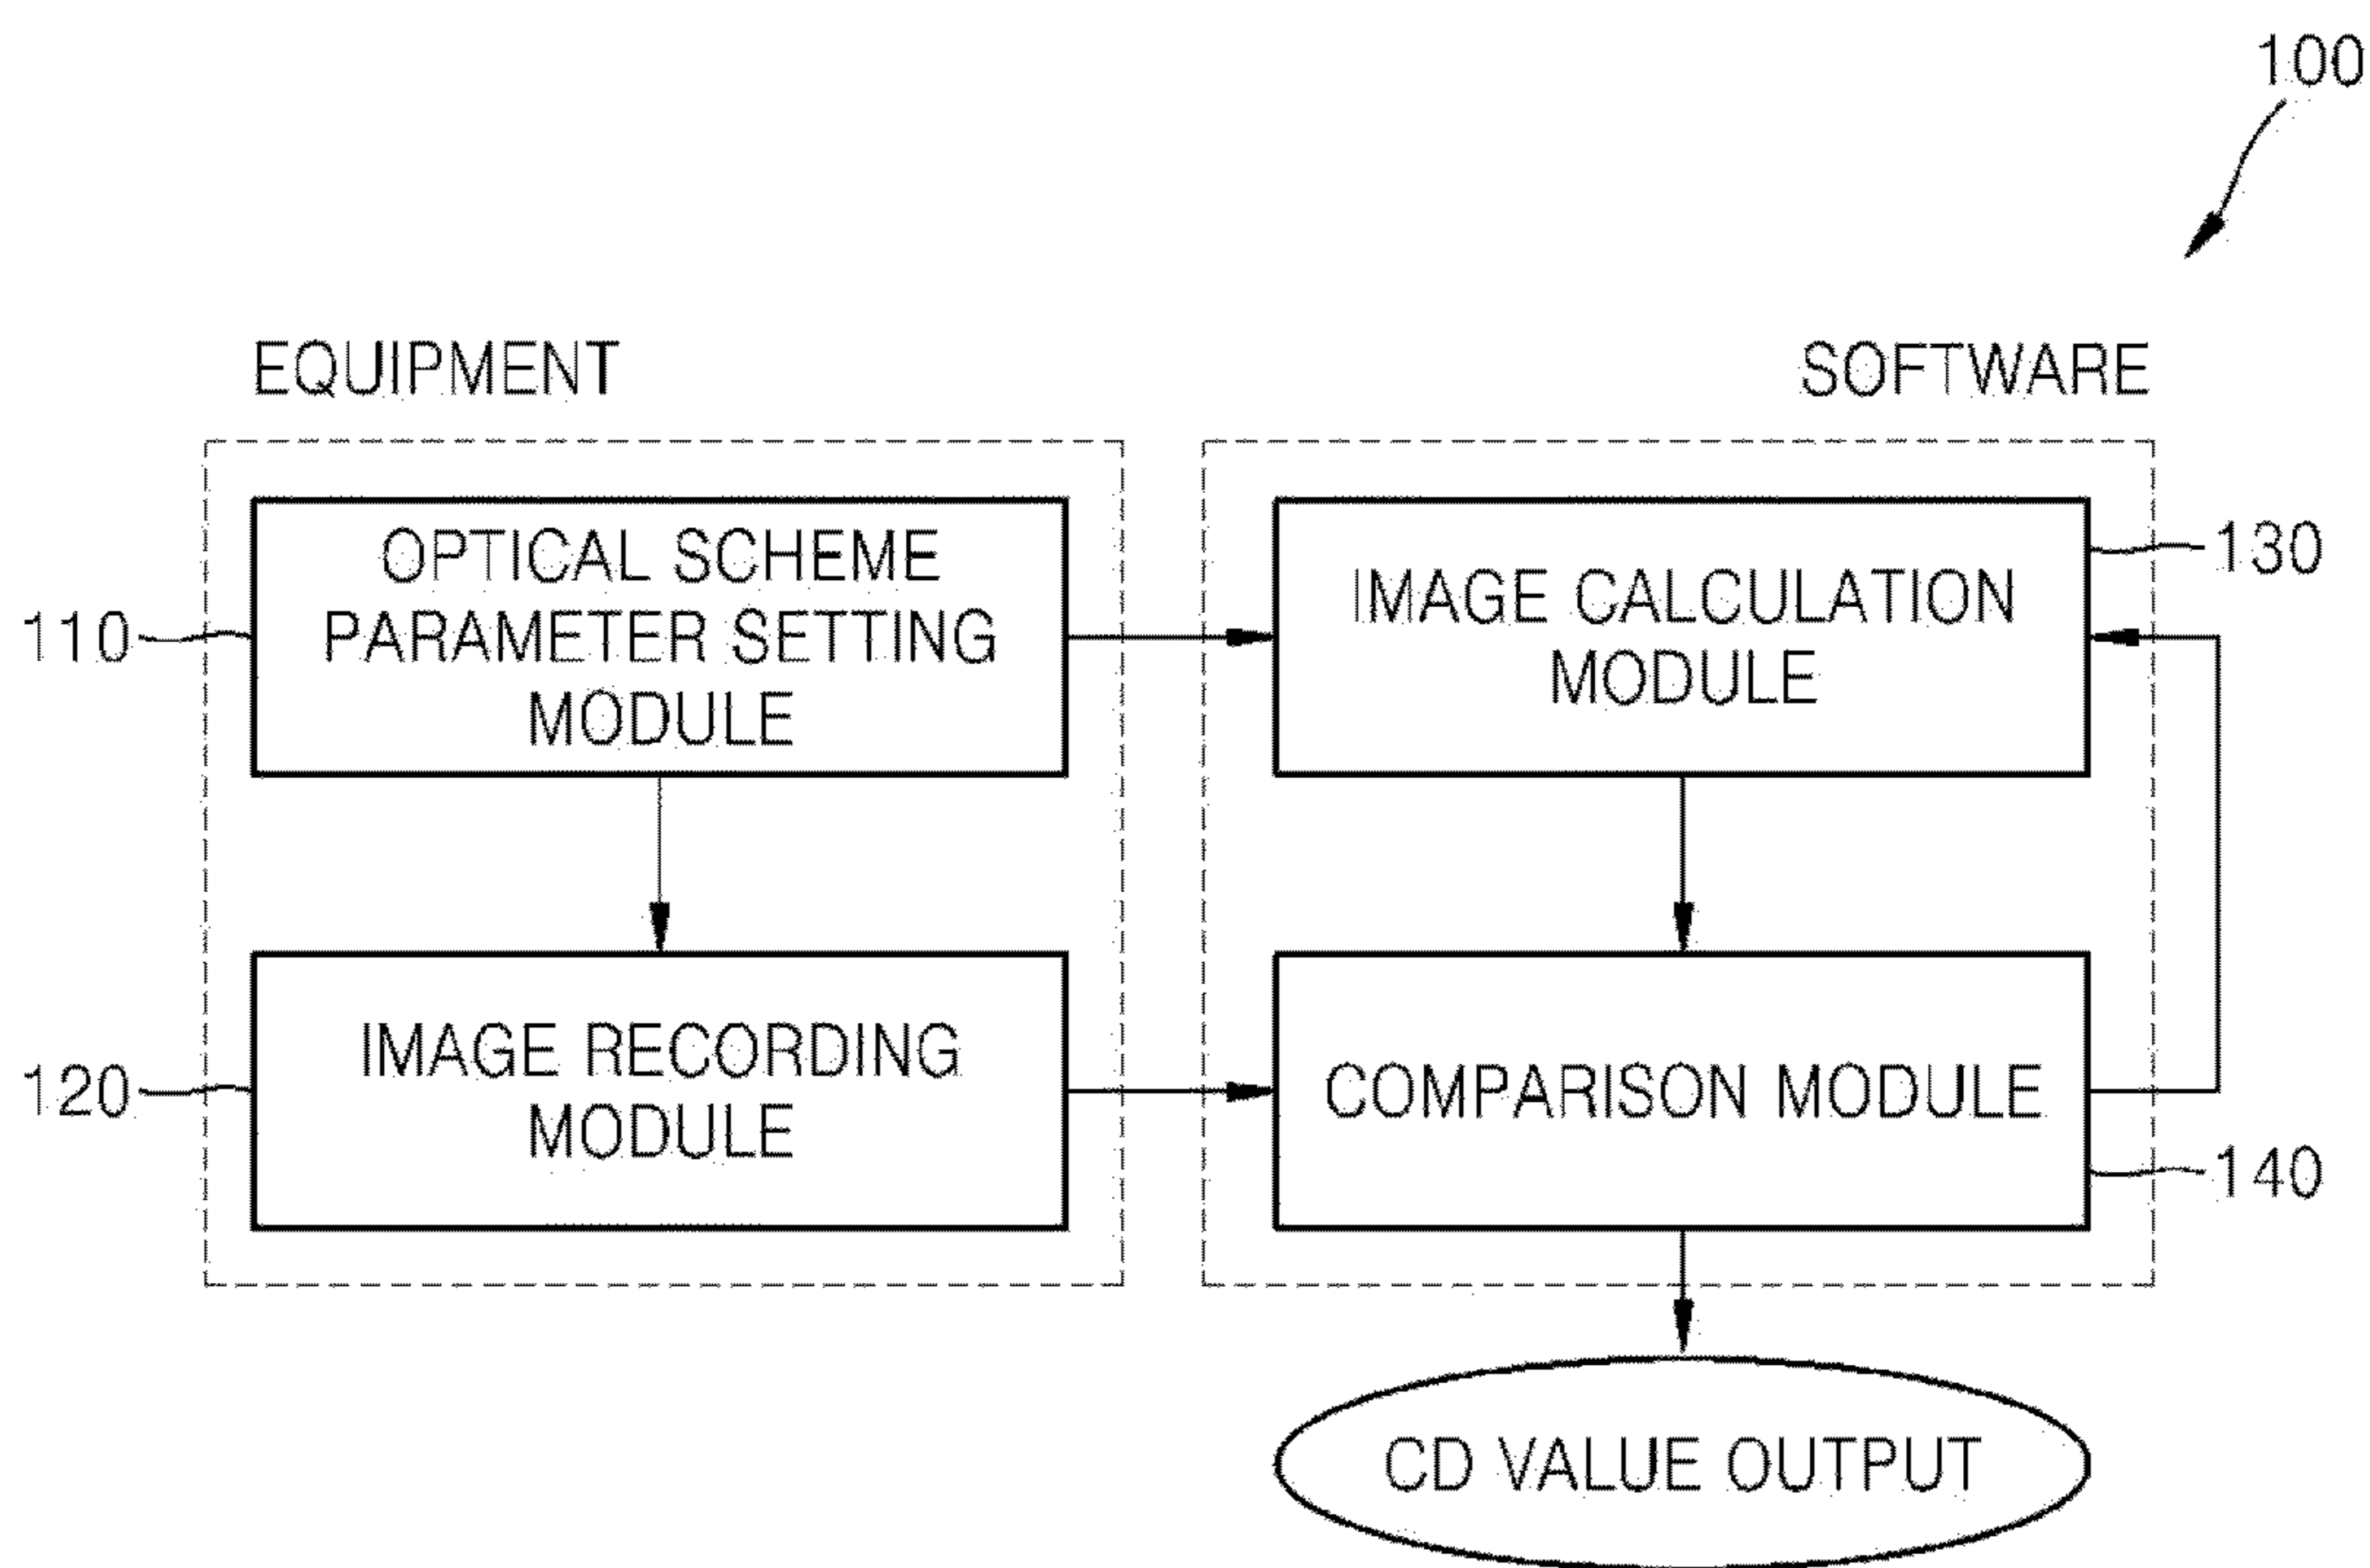 100
EQUIPMENT
SOFTWARE
110
OPTICAL SCHEME
PARAMETER SETTING
MODULE
IMAGE CALCULATION
MODULE
130
120
IMAGE RECORDING
MODULE
COMPARISON MODULE
140
CD VALUE OUTPUT